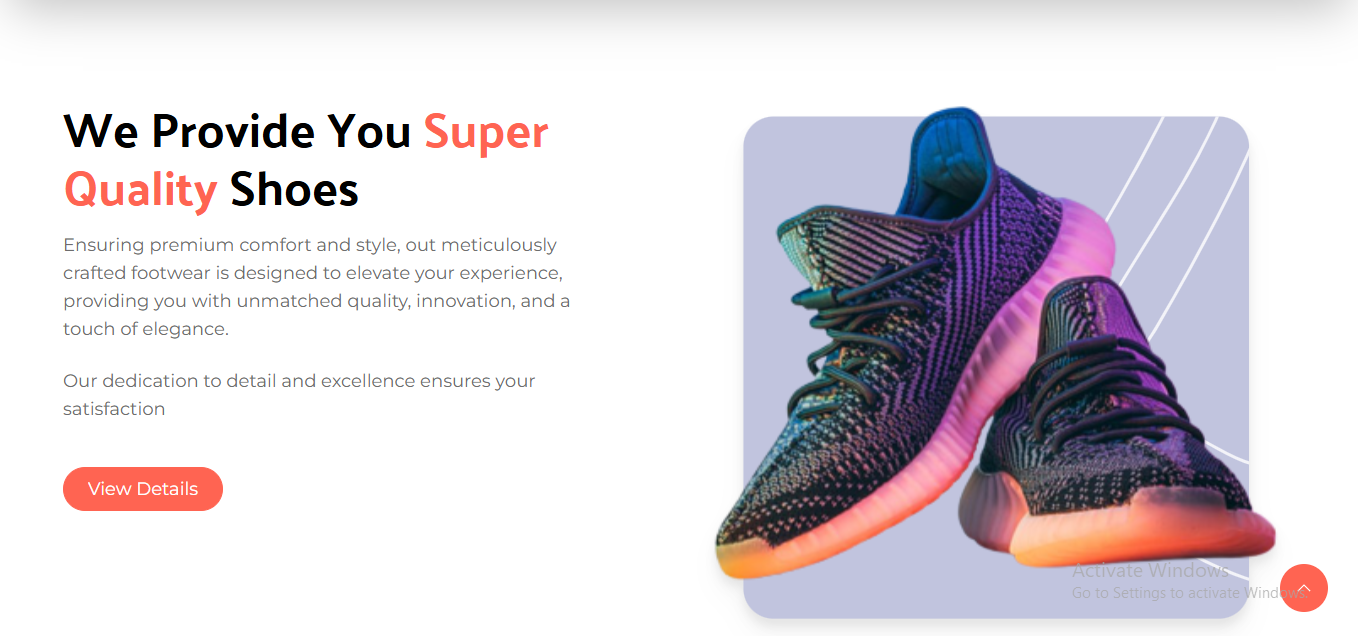 We Provide You Super
Quality Shoes
Ensuring premium comfort and style, out meticulously
crafted footwear is designed to elevate your experience,
providing you with unmatched quality, innovation, and a
touch of elegance.
Our dedication to detail and excellence ensures your
satisfaction
View Details
Activate Windows
Go to Settings to activate Windows.